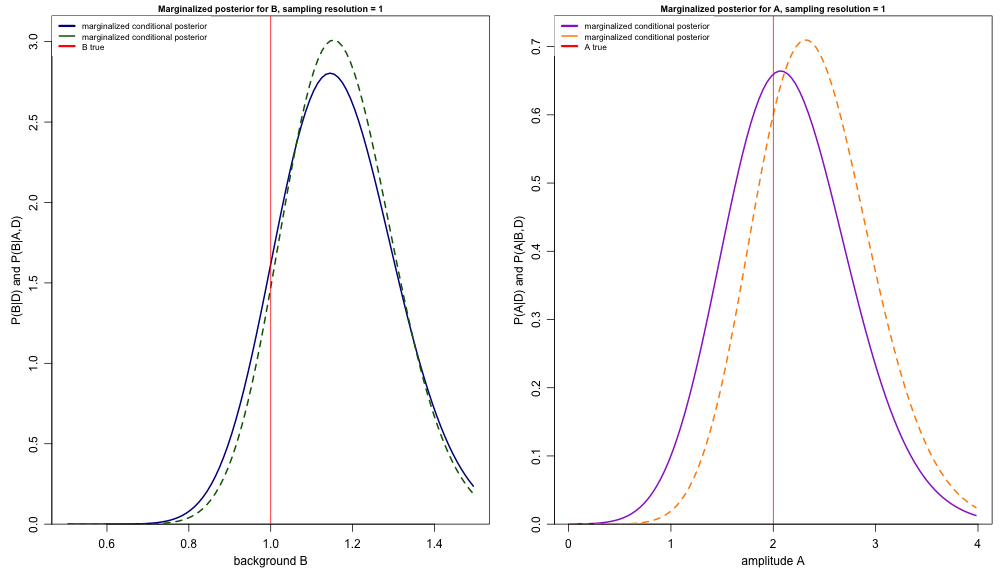 Marginalized posterior for B, sampling resolution = 1
marginalized conditional posterior
marginalized conditional posterior
B true
P(B|D) and P(B|A,D)
3.0
2.5
2.0
1.5
1.0
0.5
0.0
0.6
0.8
1.0
1.2
1.4
background B
Marginalized posterior for A, sampling resolution = 1
marginalized conditional posterior
marginalized conditional posterior
A true
P(A|D) and P(A|B,D)
0.7
0.6
0.5
0.4
0.3
0.2
0.1
0.0
0
1
2
3
4
amplitude A